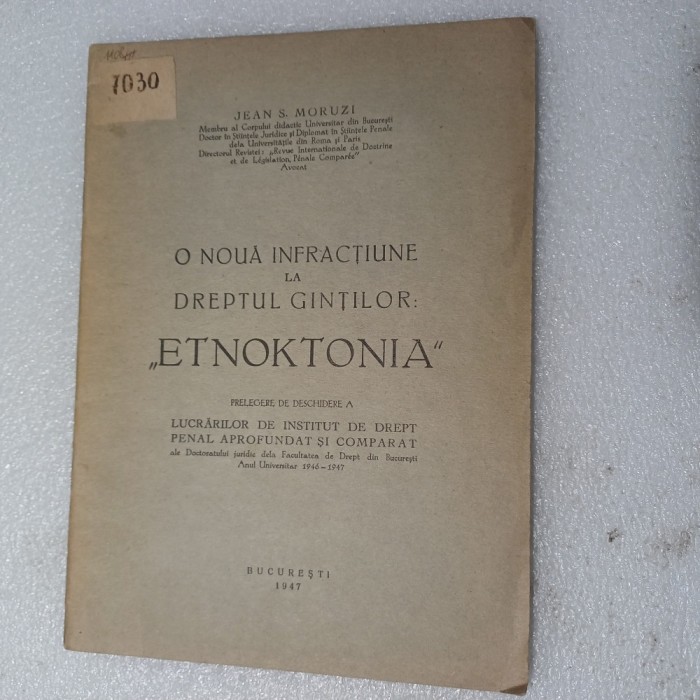 7030
JEAN S. MORUZI
Membru al Corpului didactic Universitar din București
Doctor în Științele Juridice și Diplomat în Științele Penale
dela Universitățile din Roma și Paris
Directorul Revistei: „Revue Internationale de Doctrine
et de Législation Pénale Comparée"
Avocat
O NOUĂ INFRACȚIUNE
LA
DREPTUL GINȚILOR:
„ETNOKTONIA"
PRELEGERE DE DESCHIDERE A
LUCRĂRILOR DE INSTITUT DE DREPT
PENAL APROFUNDAT ȘI COMPARAT
ale Doctoratului juridic dela Facultatea de Drept din București
Anul Universitar 1946-1947
BUCUREȘTI
1947